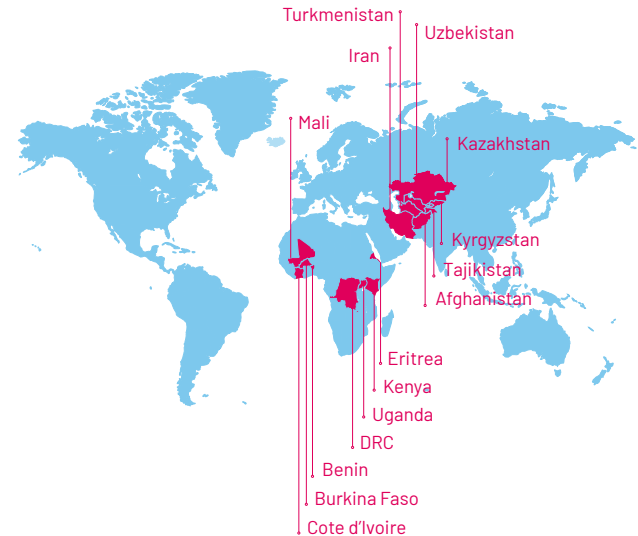 Turkmenistan
Uzbekistan
Iran
Mali
Kazakhstan
Kyrgyzstan
Tajikistan
Afghanistan
Eritrea
Kenya
Uganda
DRC
Benin
Burkina Faso
Cote d’Ivoire